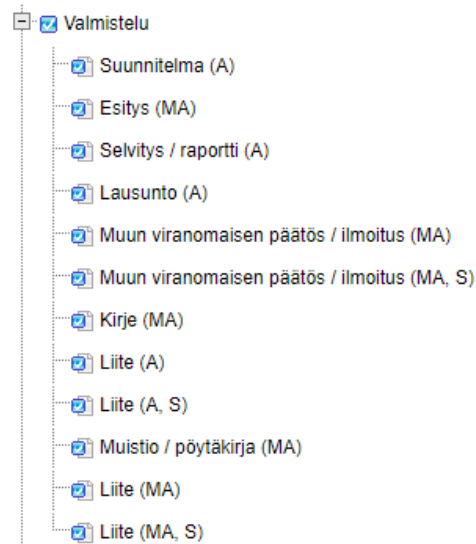 Valmistelu
Suunnitelma (A)
Esitys (MA)
Selvitys / raportti (A)
Lausunto (A)
Muun viranomaisen päätös / ilmoitus (MA)
Muun viranomaisen päätös / ilmoitus (MA, S)
Kirje (MA)
Liite (A)
Liite (A, S)
Muistio / pöytäkirja (MA)
Liite (MA)
Liite (MA, S)